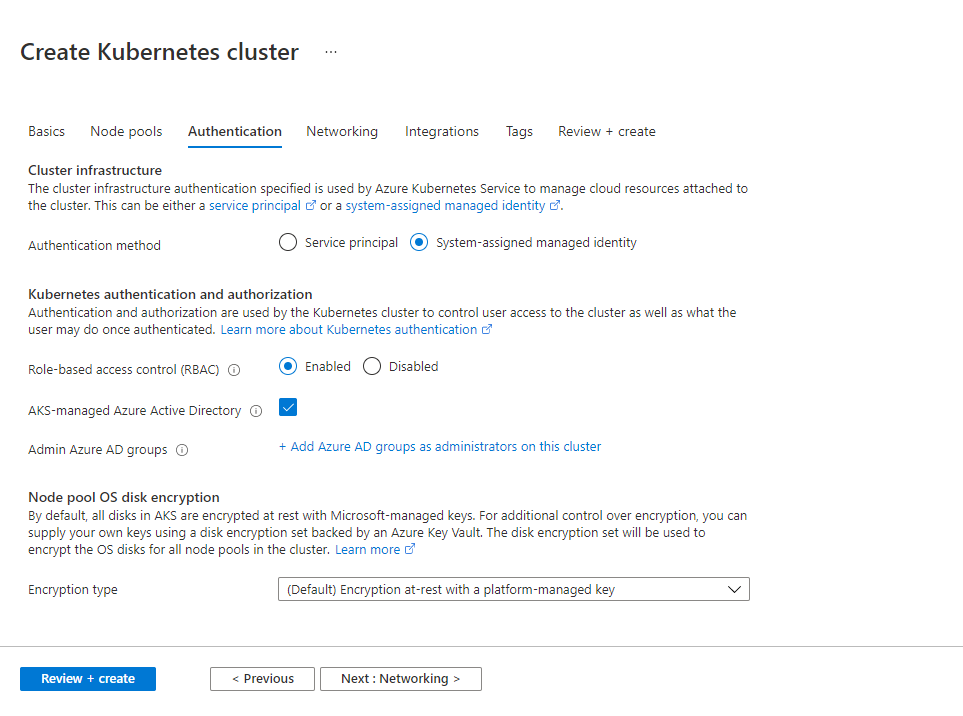 Create Kubernetes cluster ...
Basics Node pools Authentication Networking Integrations Tags Review + create
Cluster infrastructure
The cluster infrastructure authentication specified is used by Azure Kubernetes Service to manage cloud resources attached to
the cluster. This can be either a service principal or a system-assigned managed identity.
Authentication method Service principal System-assigned managed identity
Kubernetes authentication and authorization
Authentication and authorization are used by the Kubernetes cluster to control user access to the cluster as well as what the
user may do once authenticated. Learn more about Kubernetes authentication
Role-based access control (RBAC) Enabled Disabled
AKS-managed Azure Active Directory
Admin Azure AD groups + Add Azure AD groups as administrators on this cluster
Node pool OS disk encryption
By default, all disks in AKS are encrypted at rest with Microsoft-managed keys. For additional control over encryption, you can
supply your own keys using a disk encryption set backed by an Azure Key Vault. The disk encryption set will be used to
encrypt the OS disks for all node pools in the cluster. Learn more
Encryption type (Default) Encryption at-rest with a platform-managed key
Review + create < Previous Next : Networking >